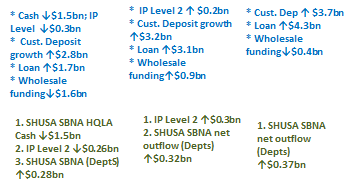 * Cash ↓$1.5bn; IP
Level ↓$0.3bn
* Cust. Deposit
growth ↑$2.8bn
* Loan ↑$1.7bn
* Wholesale
funding↓$1.6bn
* IP Level 2 ↑ $0.2bn
* Cust. Deposit growth
↑$3.2bn
* Loan ↑$3.1bn
* Wholesale
funding↑$0.9bn
* Cust. Dep ↑ $3.7bn
* Loan ↑$4.3bn
* Wholesale
funding↓$0.4bn
1. SHUSA SBNA HQLA
Cash ↓$1.5bn
2. IP Level 2 ↓$0.26bn
3. SHUSA SBNA (DeptS)
↑$0.28bn
1. IP Level 2 ↑$0.3bn
2. SHUSA SBNA net
outflow (Depts)
↑$0.32bn
1. SHUSA SBNA
net outflow
(Depts)
↑$0.37bn